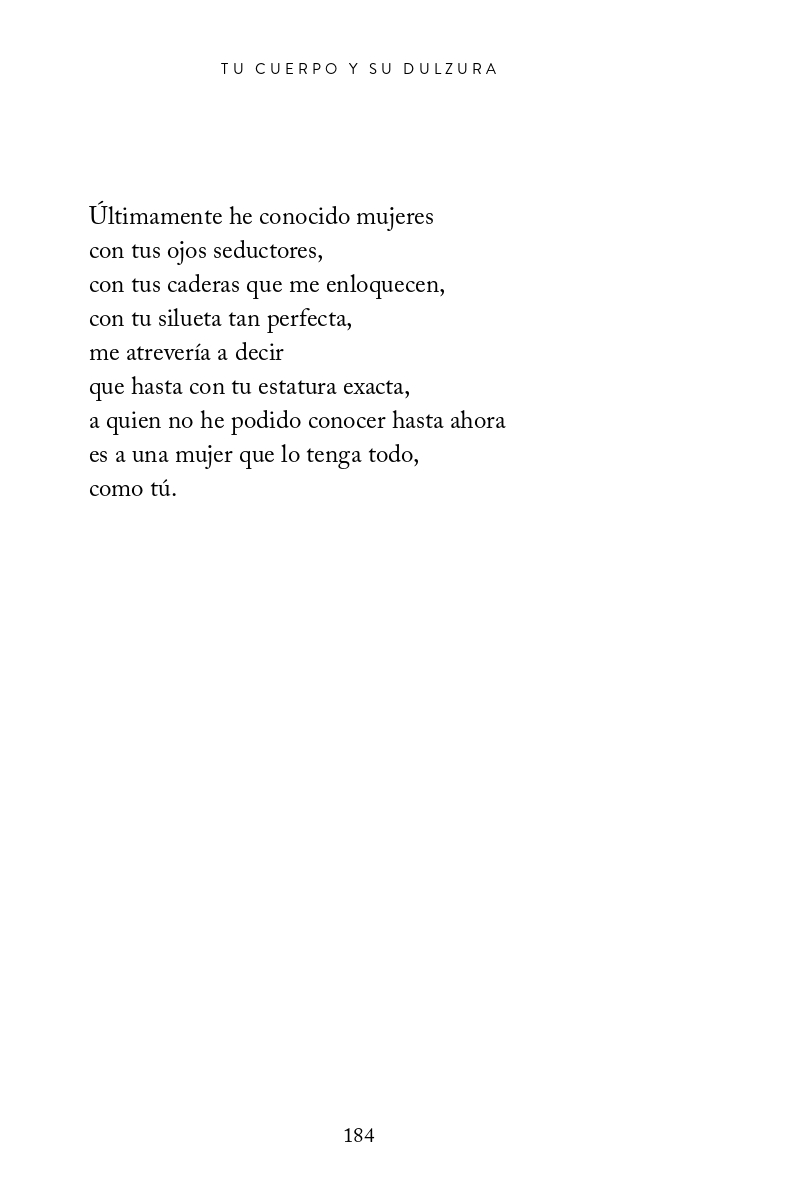 TU CUERPO Y SU DULZURA
Últimamente he conocido mujeres
con tus ojos seductores,
con tus caderas que me enloquecen,
con tu silueta tan perfecta,
me atrevería a decir
que hasta con tu estatura exacta,
a quien no he podido conocer hasta ahora
es a una mujer que lo tenga todo,
como tú.
184